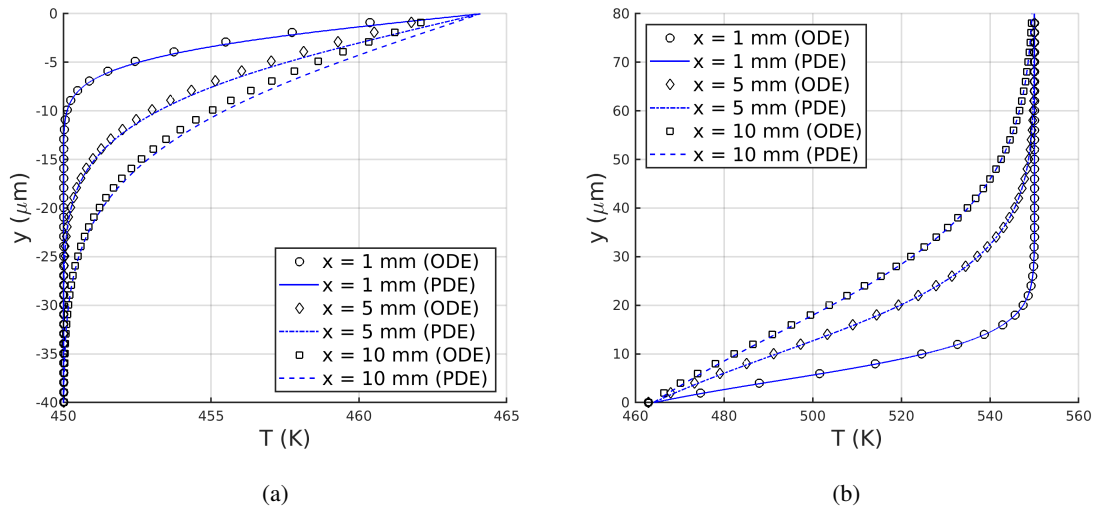 0
-5
-10
-15
-20
-25
-30
-35
-40
y (μm)
450
455
460
465
T (K)
x = 1 mm (ODE)
x = 1 mm (PDE)
x = 5 mm (ODE)
x = 5 mm (PDE)
x = 10 mm (ODE)
x = 10 mm (PDE)
(a)
80
70
60
50
40
30
20
10
0
y (μm)
460
480
500
520
540
560
T (K)
x = 1 mm (ODE)
x = 1 mm (PDE)
x = 5 mm (ODE)
x = 5 mm (PDE)
x = 10 mm (ODE)
x = 10 mm (PDE)
(b)